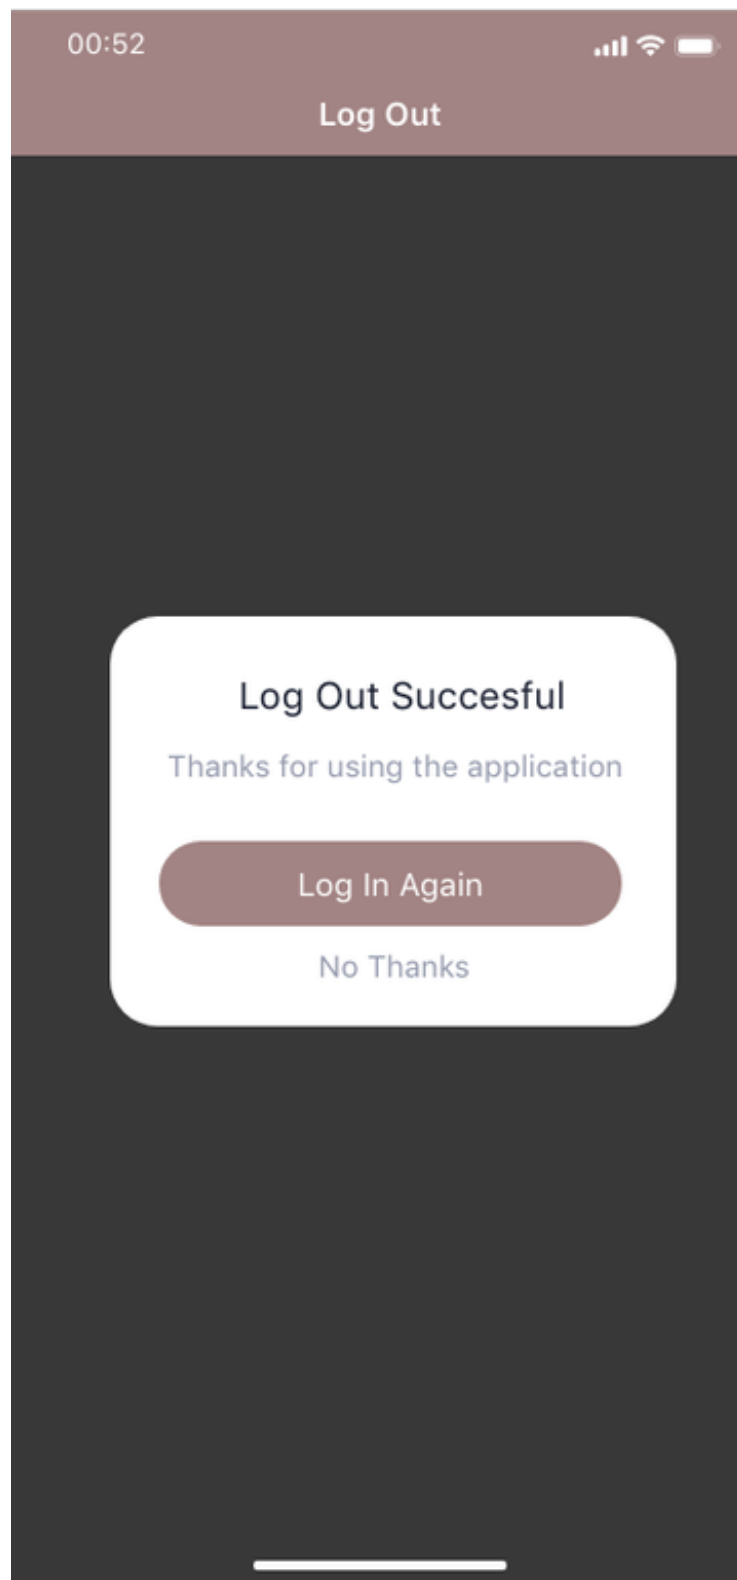 00:52
Log Out
Log Out Succesful
Thanks for using the application
Log In Again
No Thanks